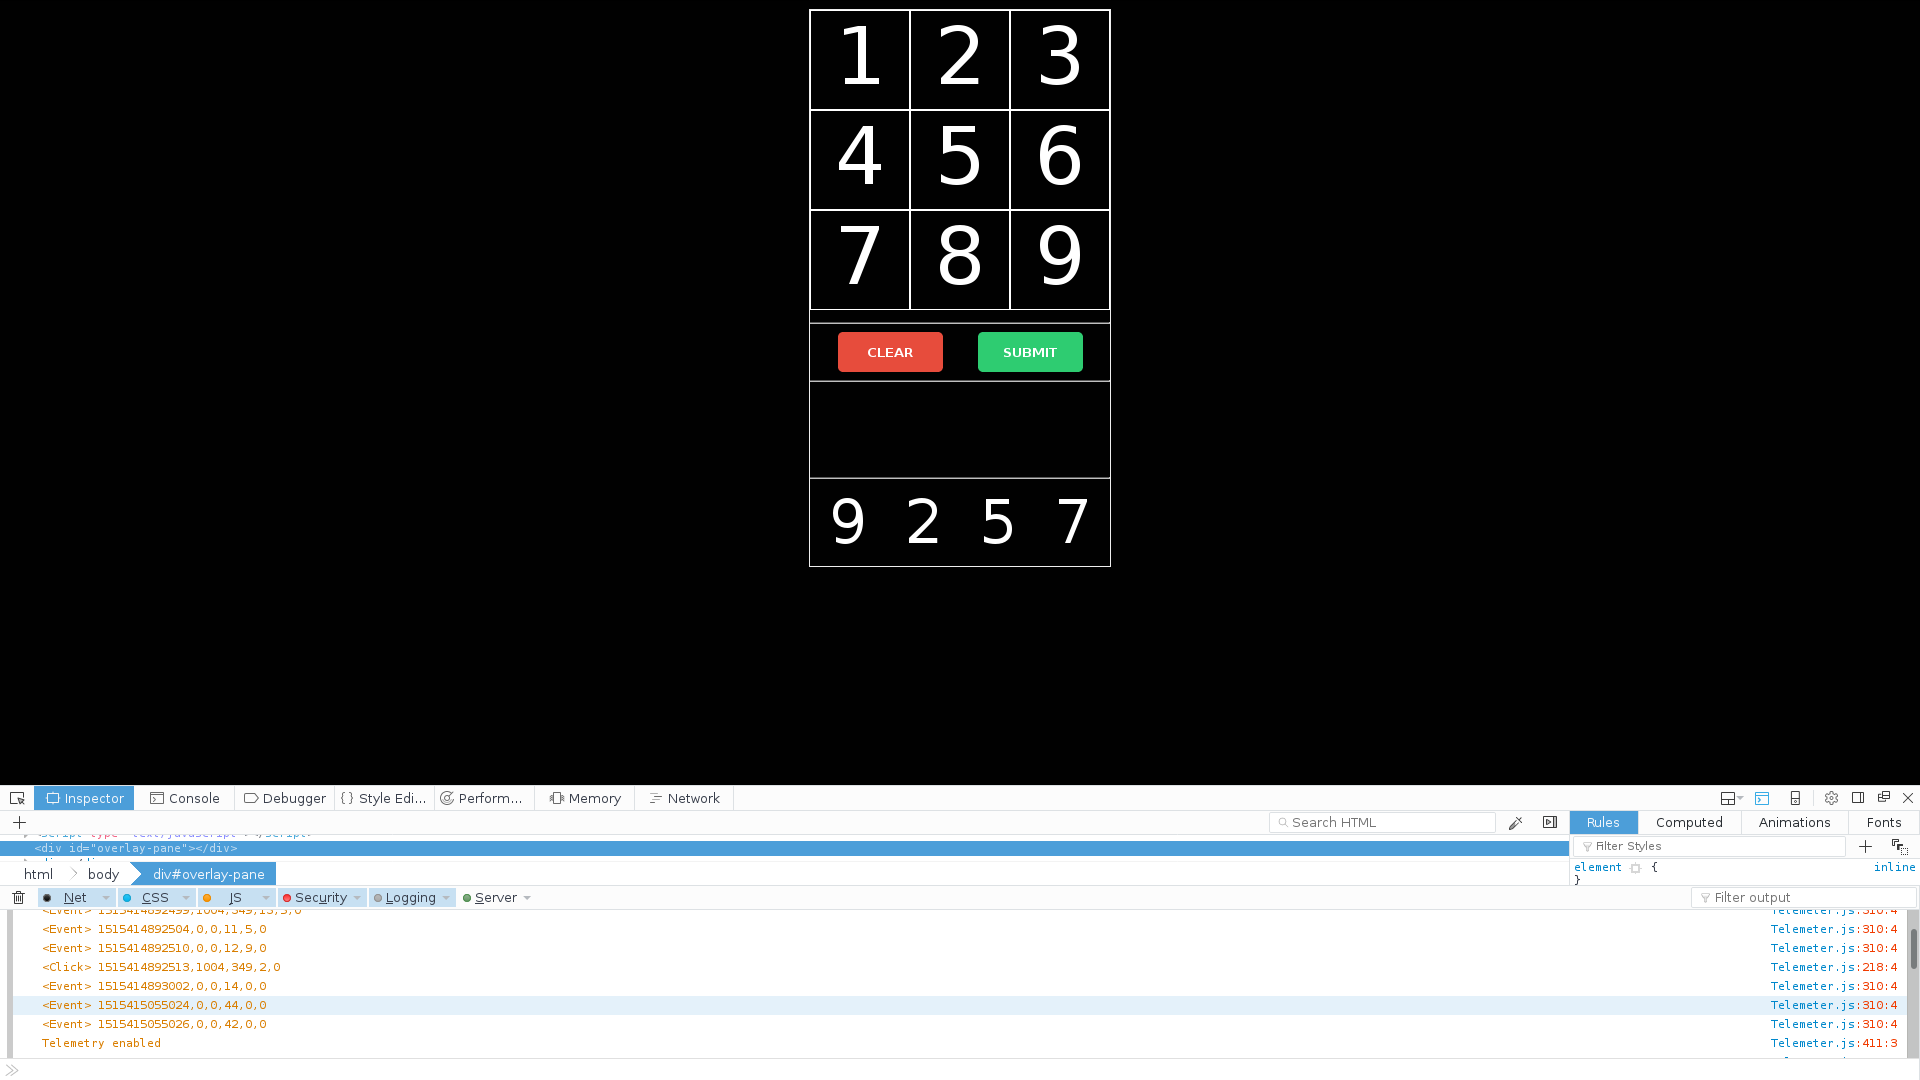 1 2 3
4 5 6
7 8 9
CLEAR SUBMIT
9 2 5 7
Inspector Console Debugger Style Edi... Perform... Memory Network
Search HTML
Rules Computed Animations Fonts
<div id="overlay-pane"></div>
Filter Styles
html body div#overlay-pane
element {
inline
}
Net CSS JS Security Logging Server
Filter output
<Event> 1515414892499,1004,349,13,5,0 Telemeter.js:310:4
<Event> 1515414892504,0,0,11,5,0 Telemeter.js:310:4
<Event> 1515414892510,0,0,12,9,0 Telemeter.js:310:4
<Click> 1515414892513,1004,349,2,0 Telemeter.js:218:4
<Event> 1515414893002,0,0,14,0,0 Telemeter.js:310:4
<Event> 1515415055024,0,0,44,0,0 Telemeter.js:310:4
<Event> 1515415055026,0,0,42,0,0 Telemeter.js:310:4
Telemetry enabled Telemeter.js:411:3